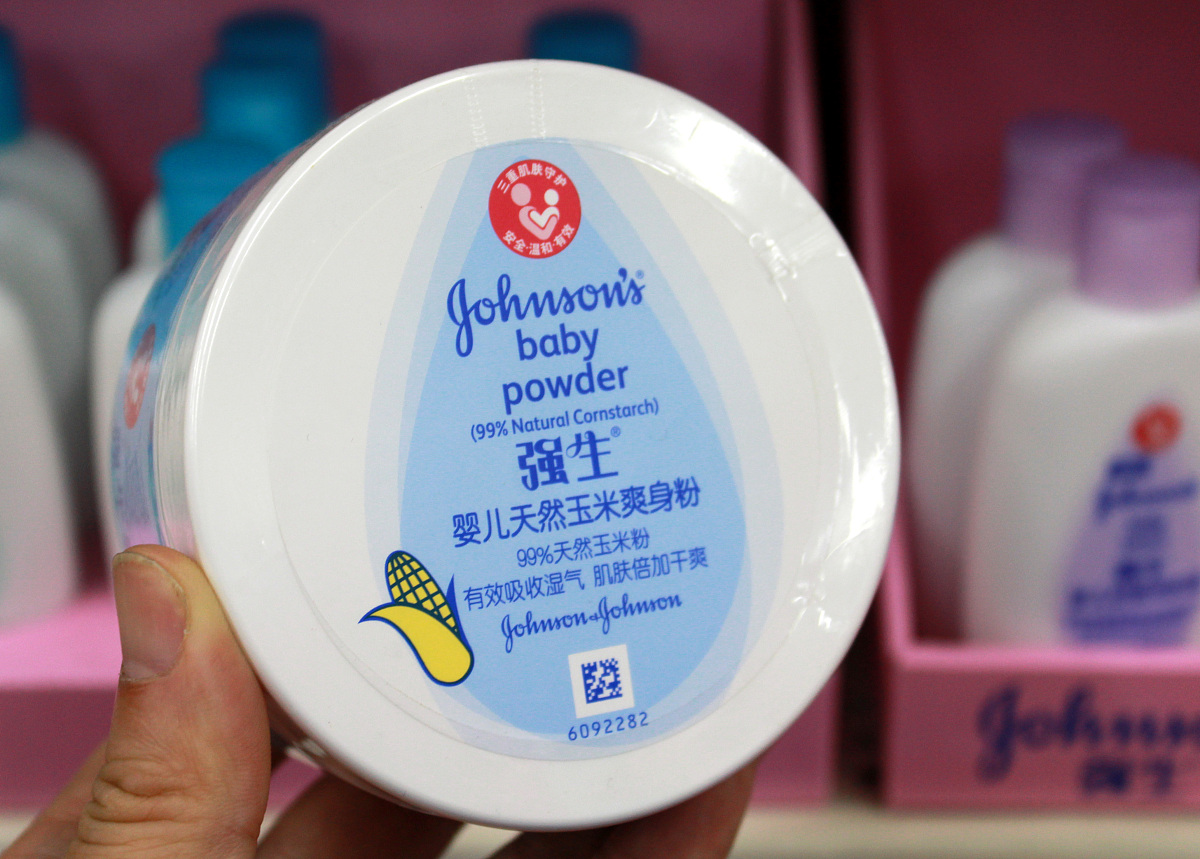 三重肌肤守护
安全·温和·有效
Johnson's®
baby
powder
(99% Natural Cornstarch)
强生®
婴儿天然玉米爽身粉
99%天然玉米粉
有效吸收湿气 肌肤倍加干爽
Johnson&Johnson
6092282
强生